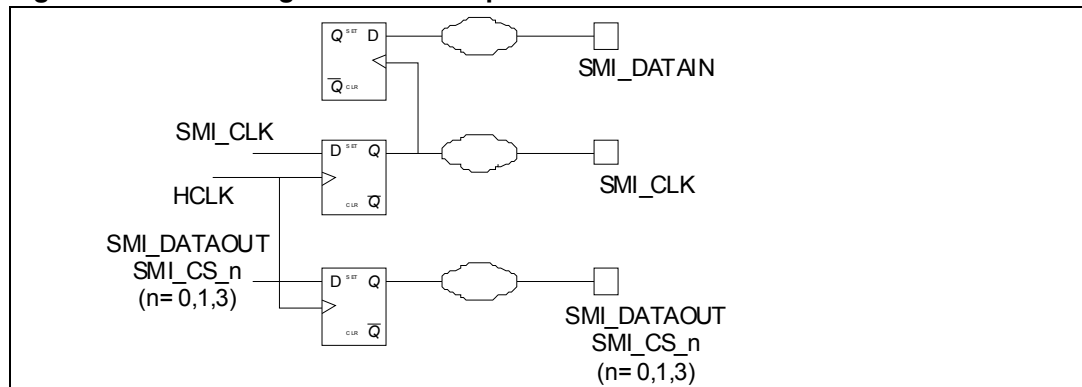 Q SET D
SMI_DATAIN
Q CLR
SMI_CLK
D SET Q
SMI_CLK
HCLK
CLR Q
SMI_DATAOUT
SMI_CS_n
(n= 0,1,3)
D SET Q
CLR Q
SMI_DATAOUT
SMI_CS_n
(n= 0,1,3)